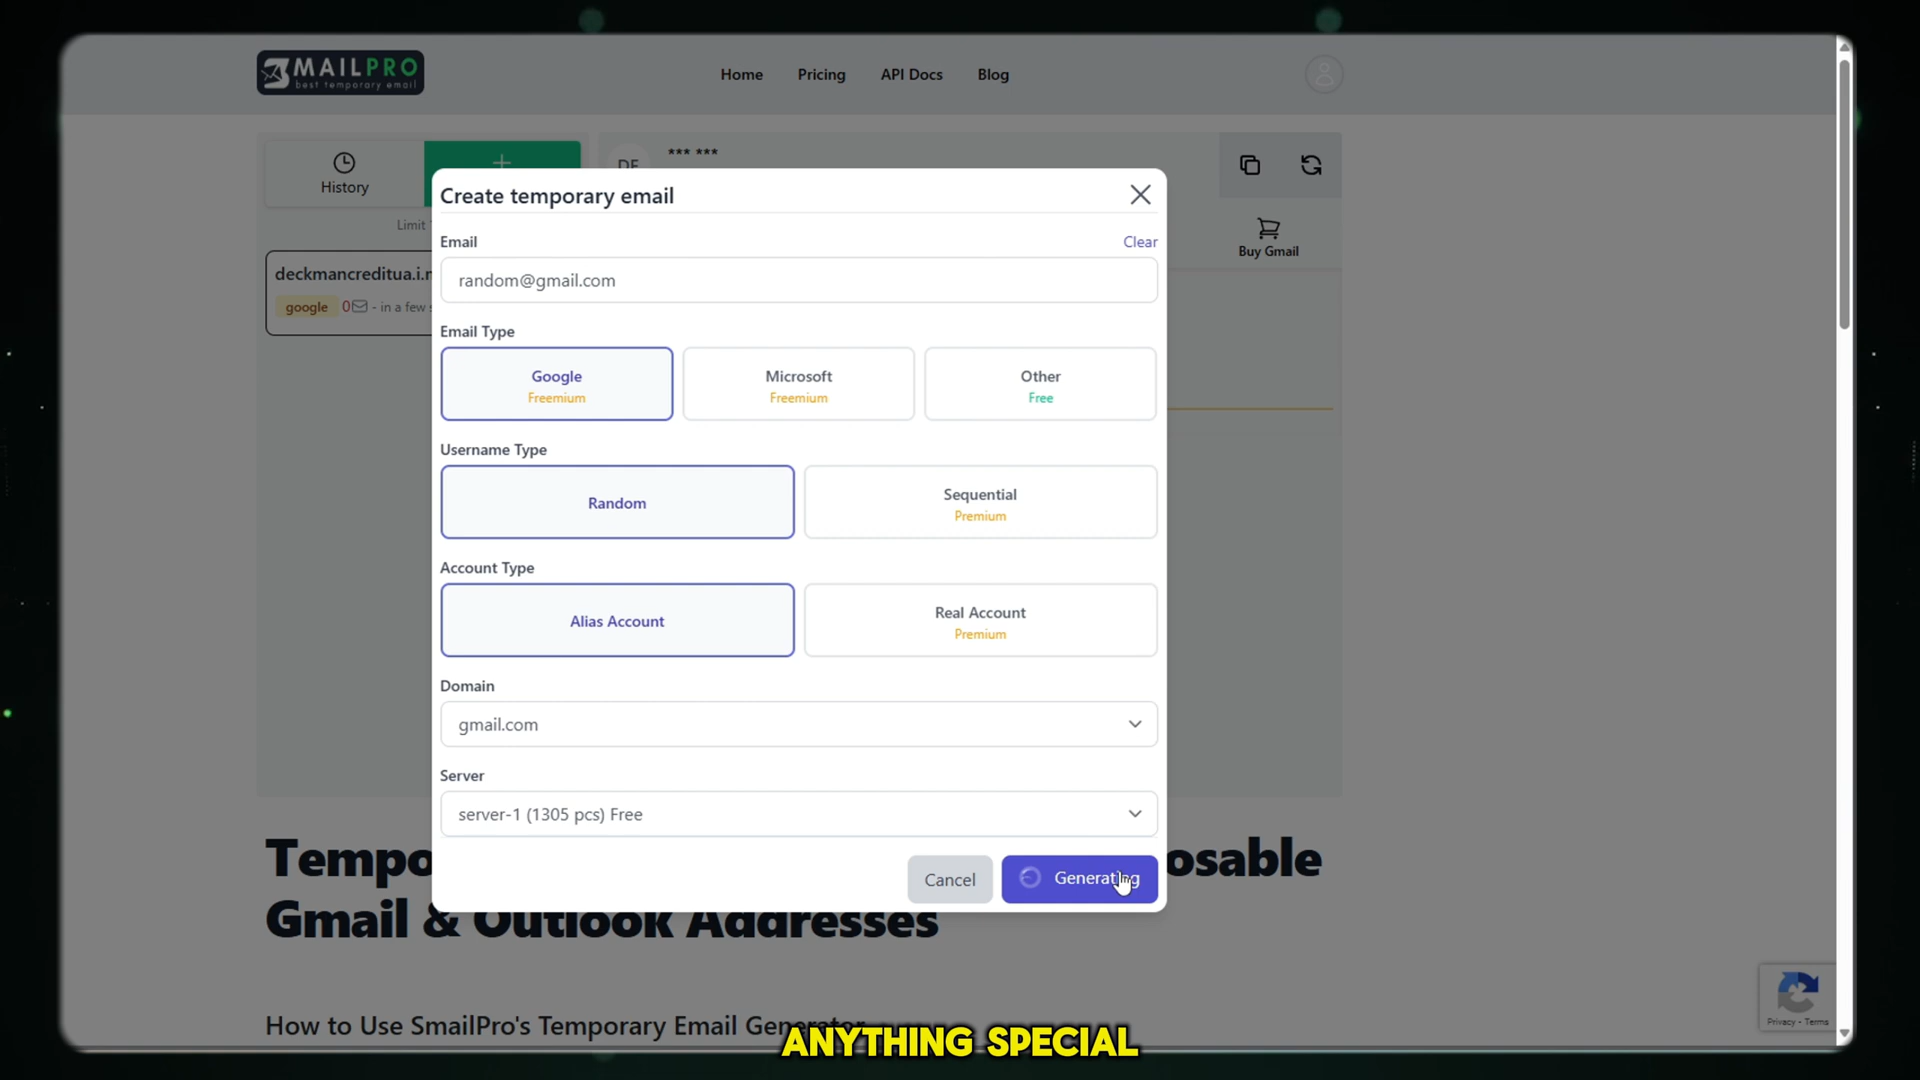 SMAILPRO
best temporary email
Home
Pricing
API Docs
Blog
History
+
DE
*** ***
Limit
deckmancreditua.i.
google 0 - in a few
Buy Gmail
Create temporary email
Email
Clear
random@gmail.com
Email Type
Google
Freemium
Microsoft
Freemium
Other
Free
Username Type
Random
Sequential
Premium
Account Type
Alias Account
Real Account
Premium
Domain
gmail.com
Server
server-1 (1305 pcs) Free
Cancel
Generating
Tempo
osable
Gmail & Outlook Addresses
How to Use SmailPro's Temporary Email Generator
Privacy - Terms
ANYTHING SPECIAL